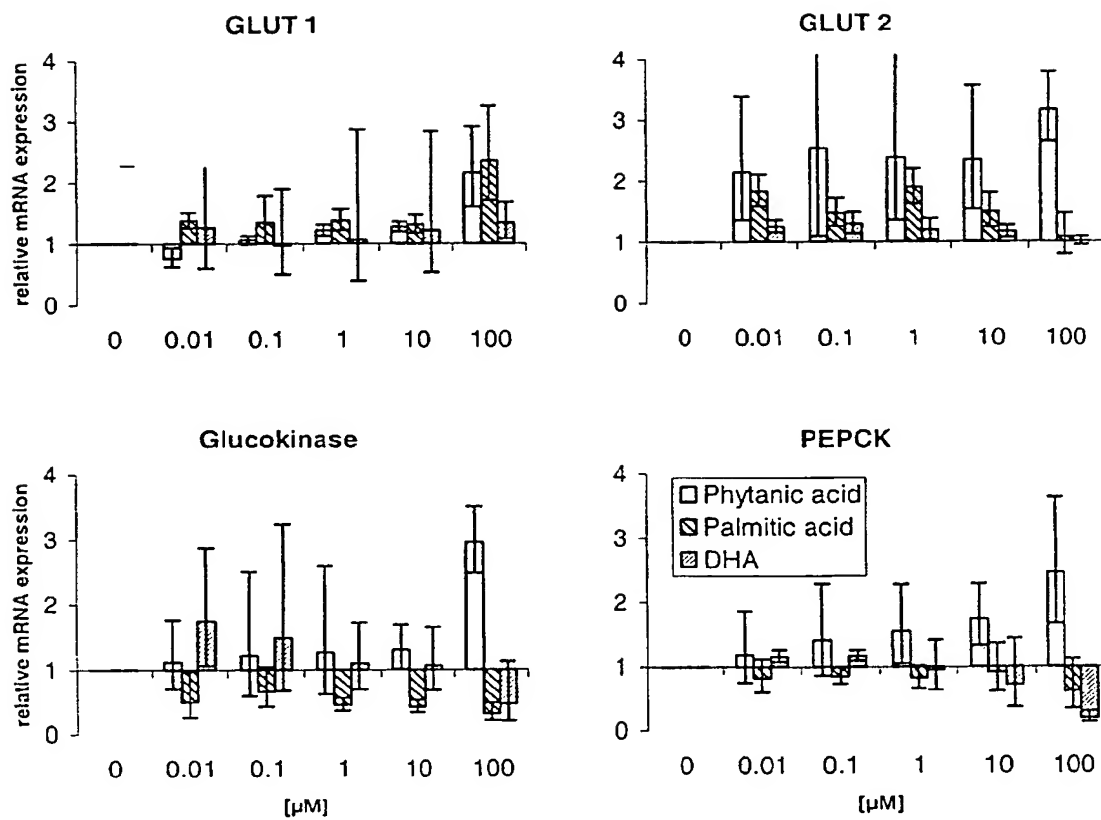 GLUT 1
relative mRNA expression
4
3
2
1
0
0 0.01 0.1 1 10 100
GLUT 2
4
3
2
1
0
0 0.01 0.1 1 10 100
Glucokinase
relative mRNA expression
4
3
2
1
0
0 0.01 0.1 1 10 100
[µM]
PEPCK
4
3
2
1
0
Phytanic acid
Palmitic acid
DHA
0 0.01 0.1 1 10 100
[µM]